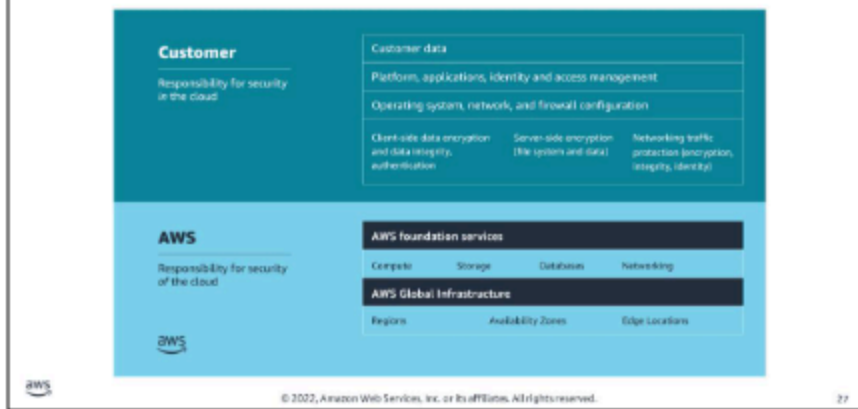 Customer
Responsibility for security
in the cloud
Customer data
Platform, applications, identity and access management
Operating system, network, and firewall configuration
Client-side data encryption
and data integrity,
authentication
Server-side encryption
(file system and data)
Networking traffic
protection (encryption,
integrity, identity)
AWS
Responsibility for security
of the cloud
AWS foundation services
Compute Storage Databases Networking
AWS Global Infrastructure
Regions Availability Zones Edge Locations
aws
aws
© 2022, Amazon Web Services, Inc. or its affiliates. All rights reserved.
27